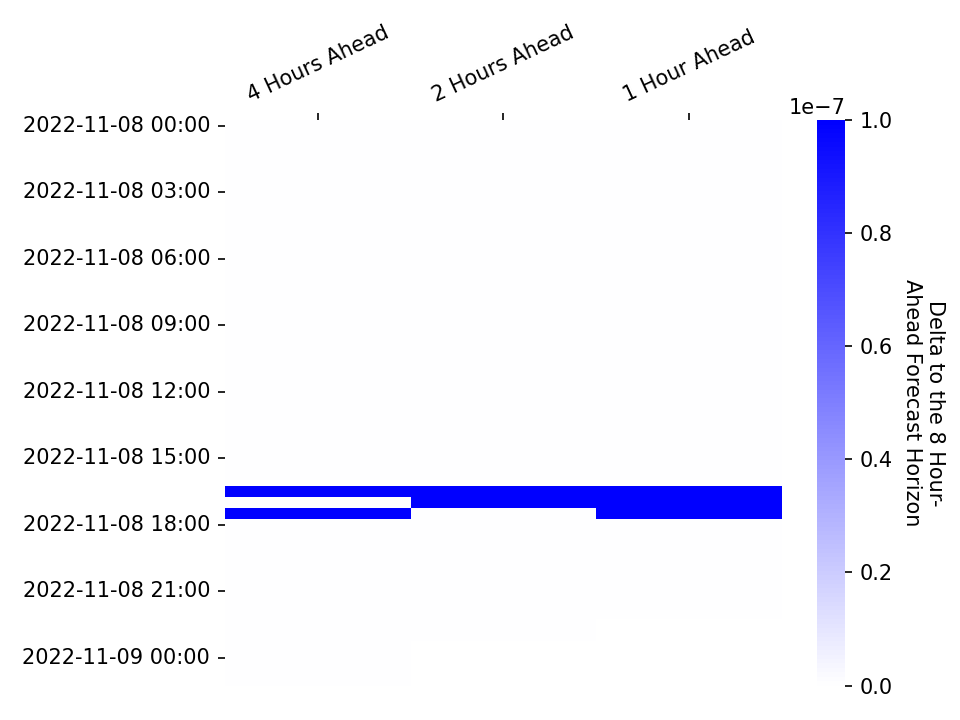 4 Hours Ahead
2 Hours Ahead
1 Hour Ahead
2022-11-08 00:00
2022-11-08 03:00
2022-11-08 06:00
2022-11-08 09:00
2022-11-08 12:00
2022-11-08 15:00
2022-11-08 18:00
2022-11-08 21:00
2022-11-09 00:00
1e−7
1.0
0.8
0.6
0.4
0.2
0.0
Delta to the 8 Hour-
Ahead Forecast Horizon